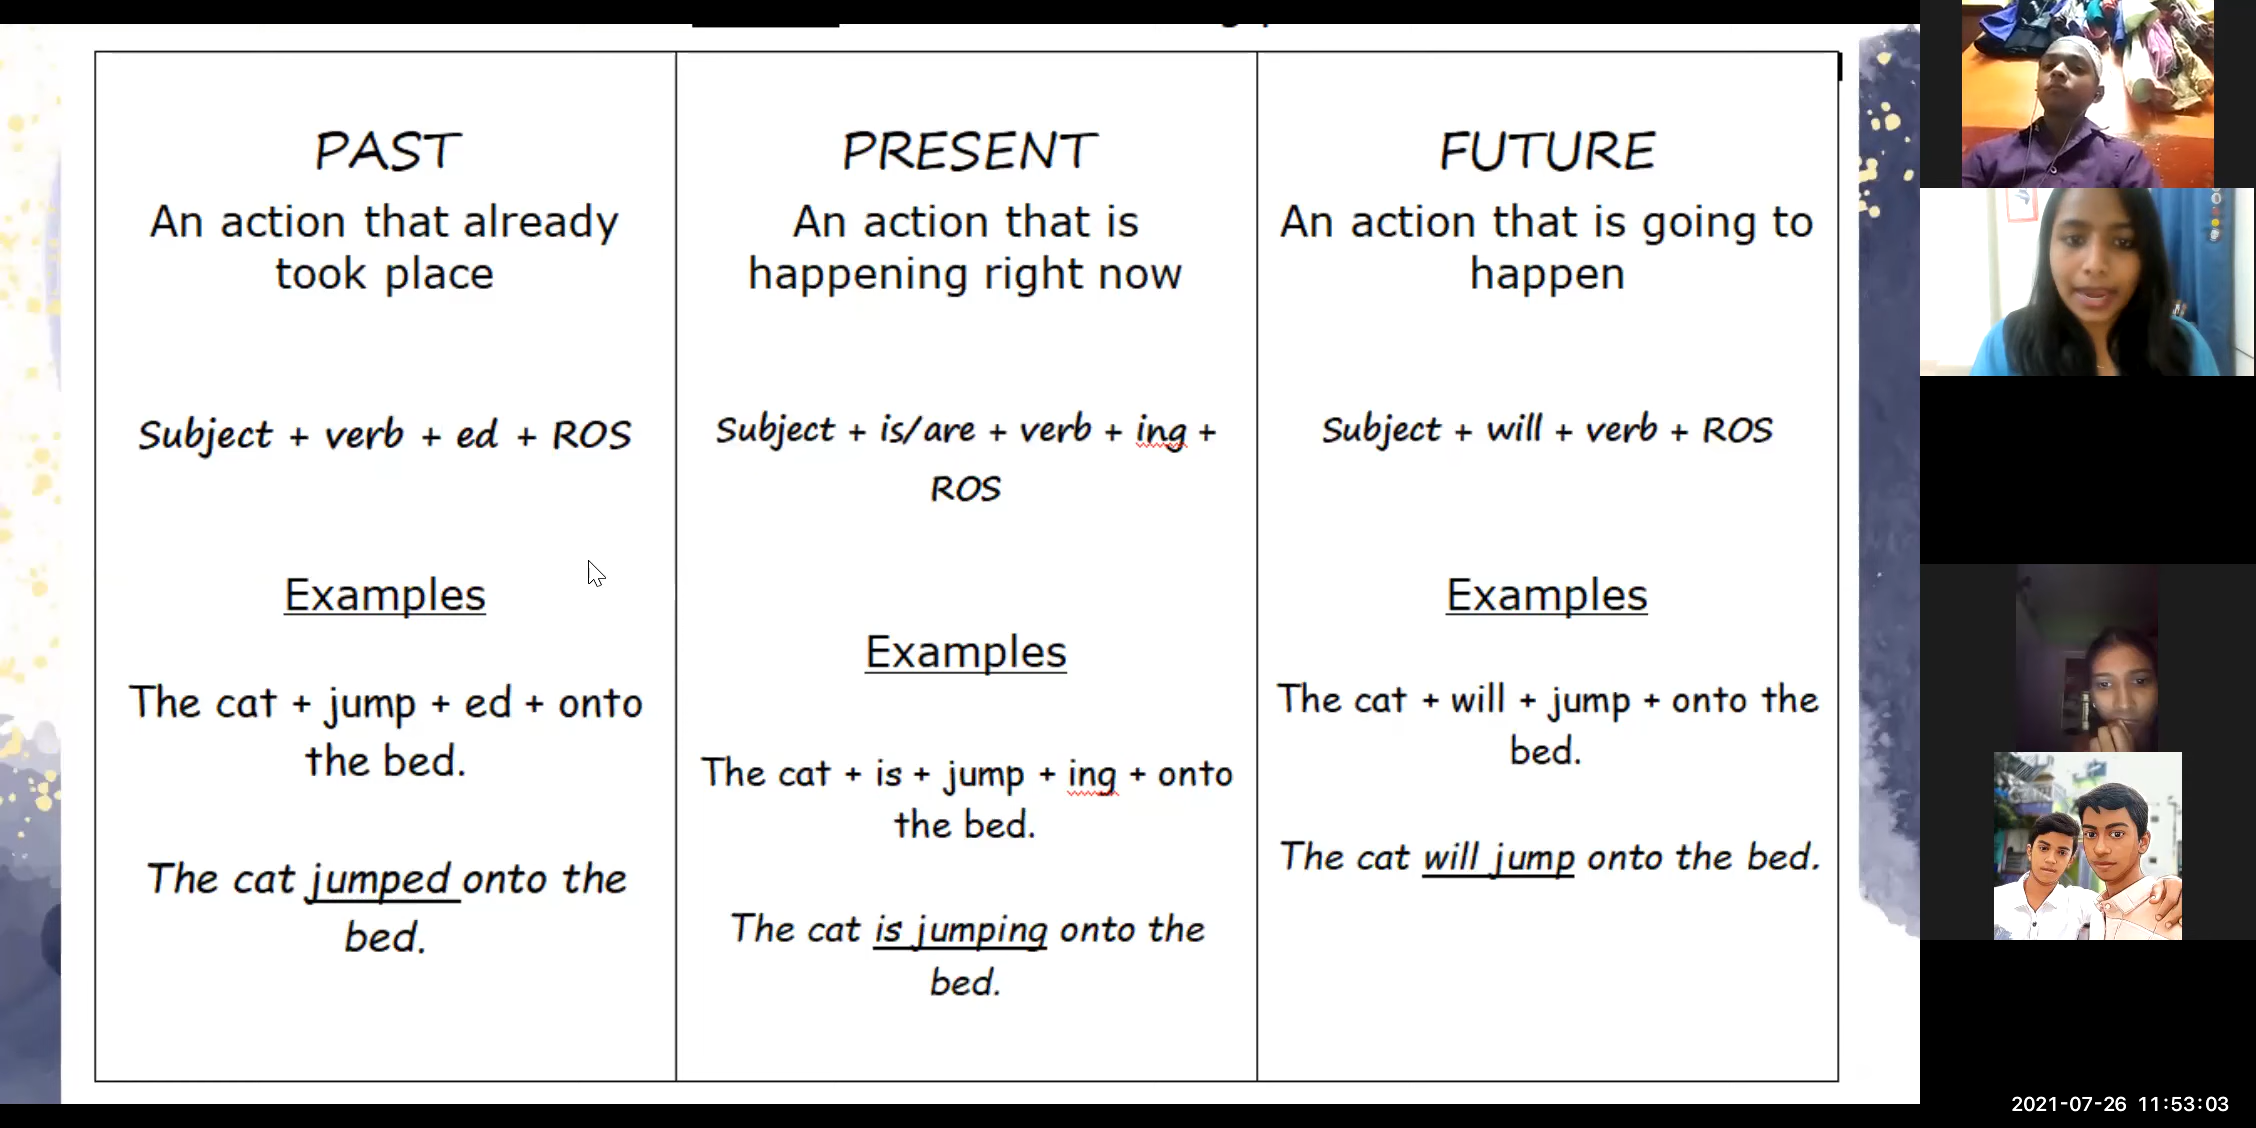 PAST
An action that already
took place
Subject + verb + ed + ROS
Examples
The cat + jump + ed + onto
the bed.
The cat jumped onto the
bed.
PRESENT
An action that is
happening right now
Subject + is/are + verb + ing +
ROS
Examples
The cat + is + jump + ing + onto
the bed.
The cat is jumping onto the
bed.
FUTURE
An action that is going to
happen
Subject + will + verb + ROS
Examples
The cat + will + jump + onto the
bed.
The cat will jump onto the bed.
2021-07-26 11:53:03